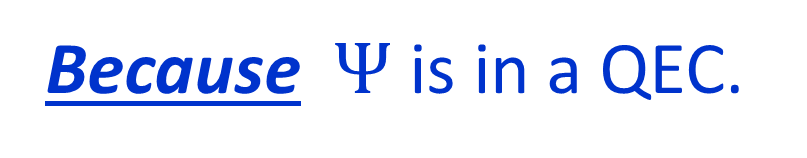 Because Ψ is in a QEC.